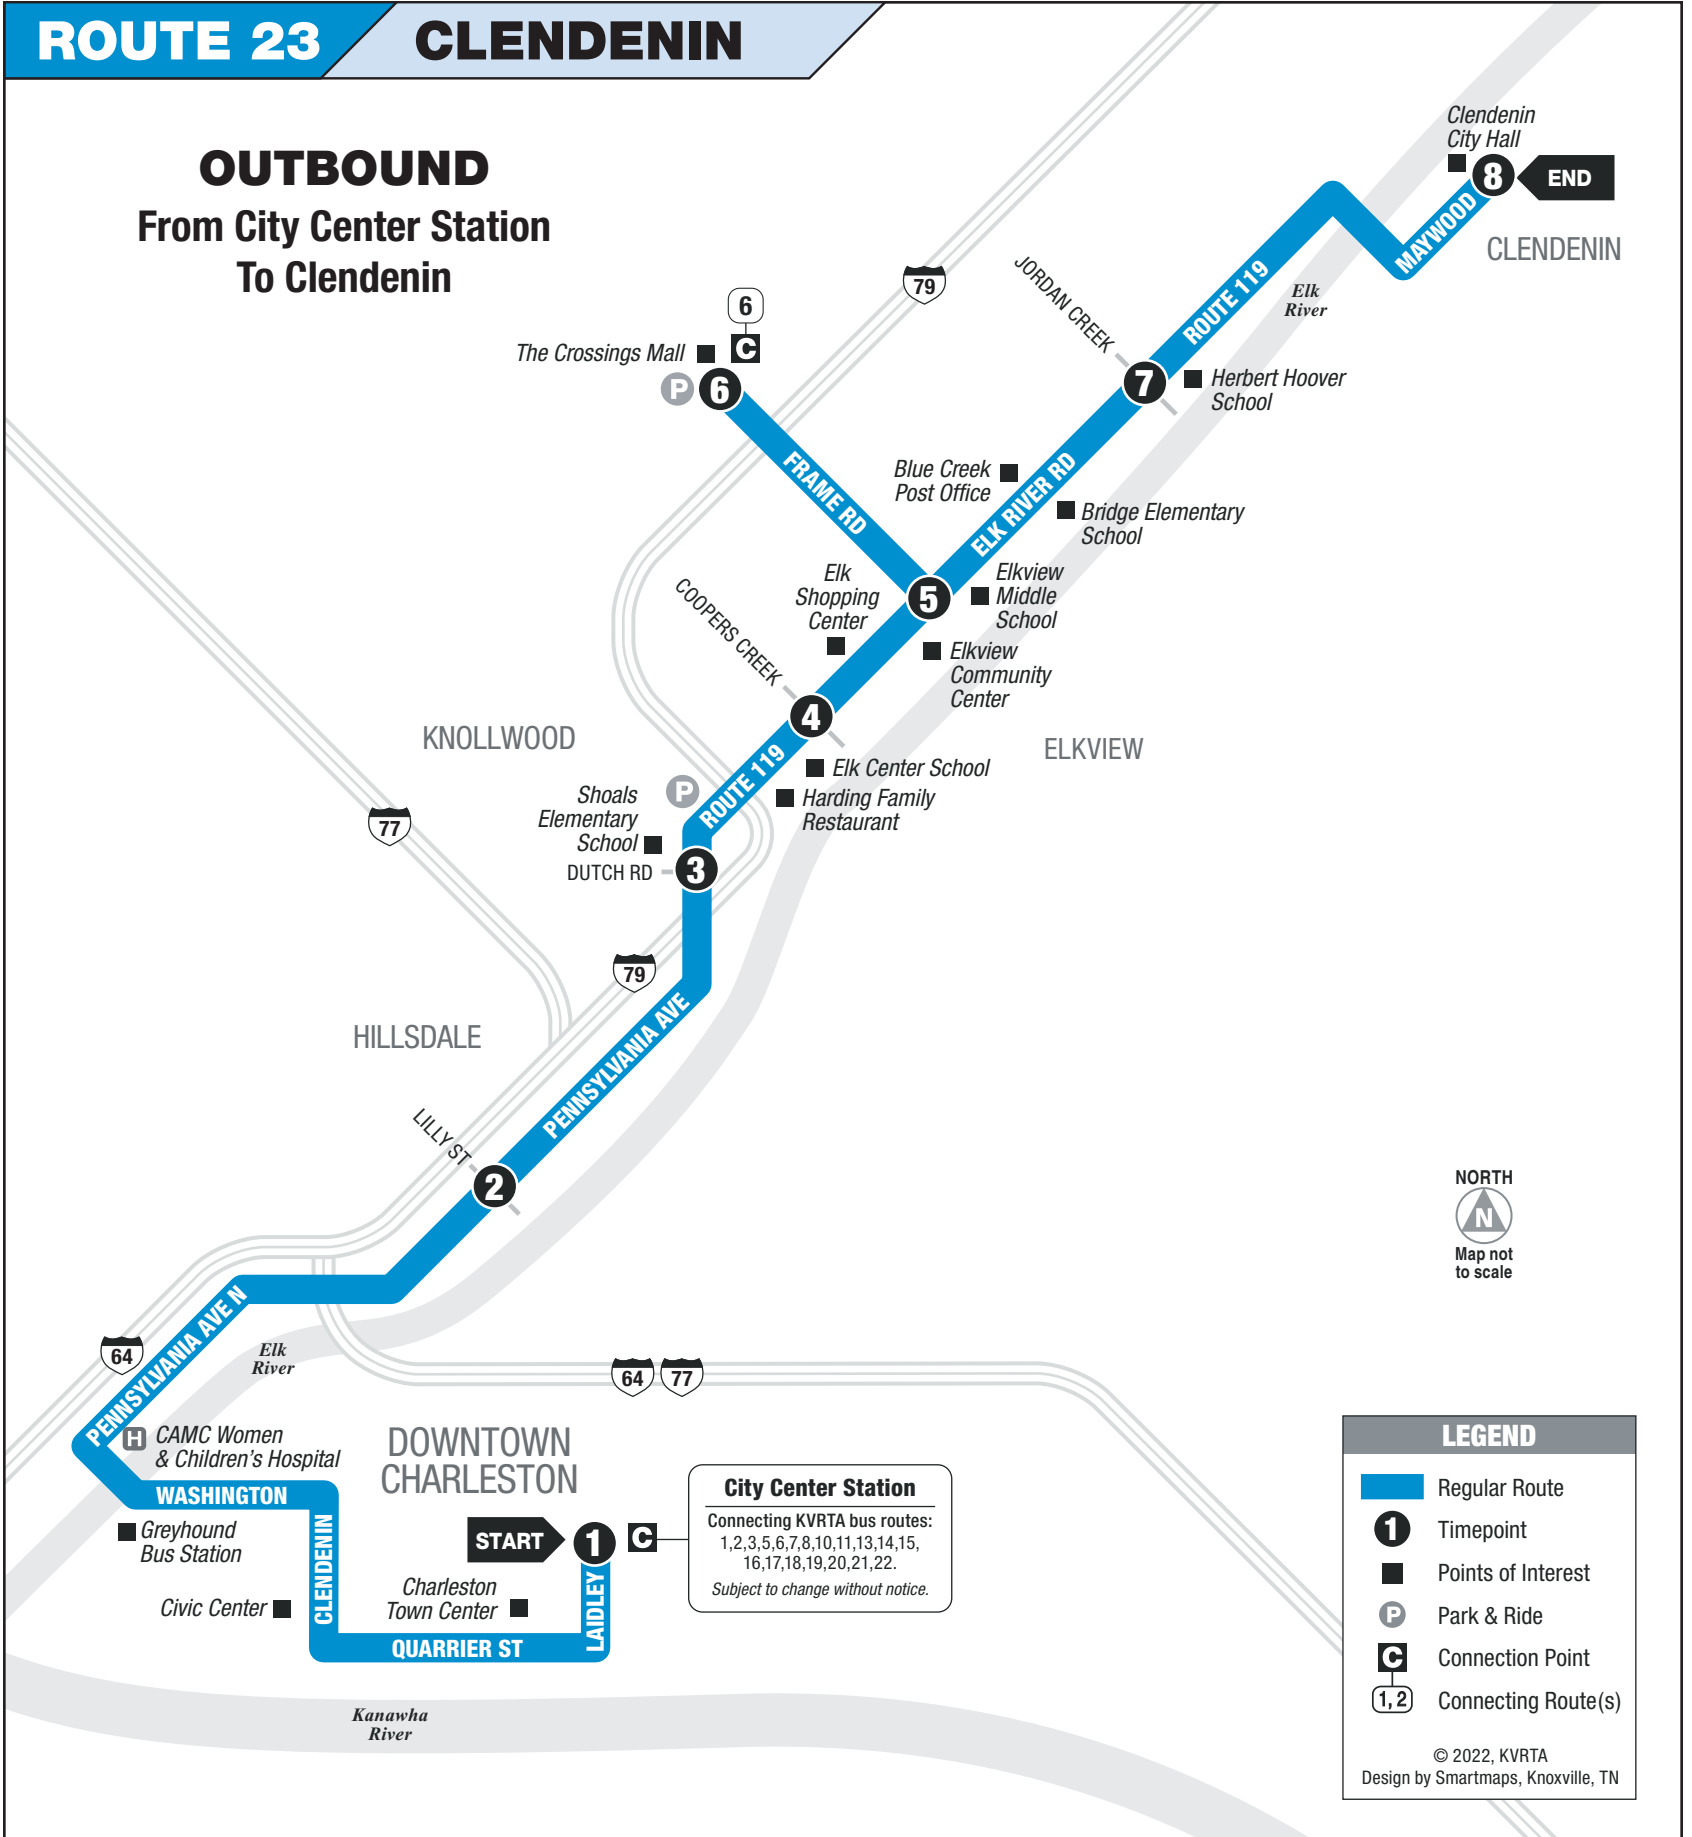 ROUTE 23
CLENDENIN
OUTBOUND
From City Center Station
To Clendenin
Clendenin
City Hall
8
END
MAYWOOD
CLENDENIN
79
JORDAN CREEK
ROUTE 119
Elk
River
6
C
The Crossings Mall
P
6
7
Herbert Hoover
School
FRAME RD
Blue Creek
Post Office
ELK RIVER RD
Bridge Elementary
School
Elk
Shopping
Center
5
Elkview
Middle
School
COOPERS CREEK
Elkview
Community
Center
4
KNOLLWOOD
ELKVIEW
ROUTE 119
Elk Center School
Harding Family
Restaurant
P
Shoals
Elementary
School
77
DUTCH RD
3
79
PENNSYLVANIA AVE
HILLSDALE
LILLY ST
2
NORTH
N
Map not
to scale
PENNSYLVANIA AVE N
64
Elk
River
64
77
H
CAMC Women
& Children's Hospital
DOWNTOWN
CHARLESTON
WASHINGTON
Greyhound
Bus Station
CLENDENIN
Civic Center
START
1
C
City Center Station
Connecting KVRTA bus routes:
1,2,3,5,6,7,8,10,11,13,14,15,
16,17,18,19,20,21,22.
Subject to change without notice.
Charleston
Town Center
LAIDLEY
QUARRIER ST
Kanawha
River
LEGEND
Regular Route
1 Timepoint
Points of Interest
P Park & Ride
C Connection Point
1,2 Connecting Route(s)
© 2022, KVRTA
Design by Smartmaps, Knoxville, TN